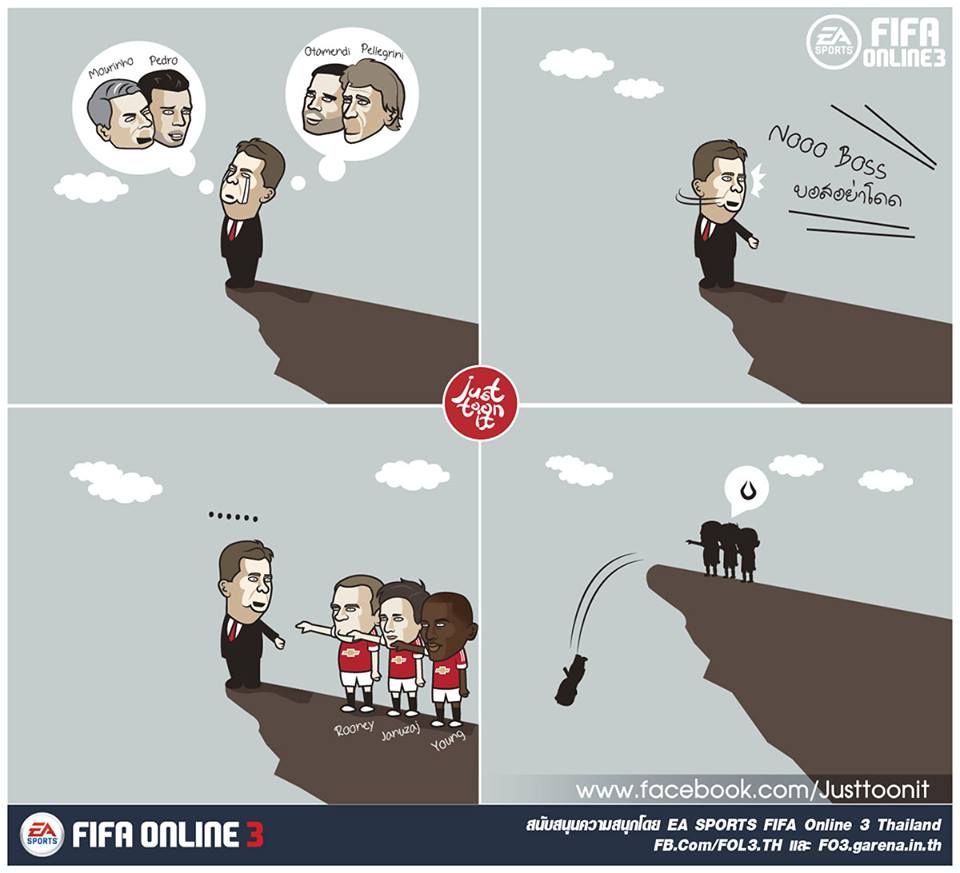 Mourinho
Pedro
Otamendi
Pellegrini
EA
SPORTS
FIFA
ONLINE3
NOOO BOSS
บอสอย่าโดด
just
toon
it
......
Rooney
Januzaj
Young
www.facebook.com/Justtoonit
EA
SPORTS
FIFA ONLINE 3
สนับสนุนความสนุกโดย EA SPORTS FIFA Online 3 Thailand
FB.Com/FOL3.TH และ FO3.garena.in.th